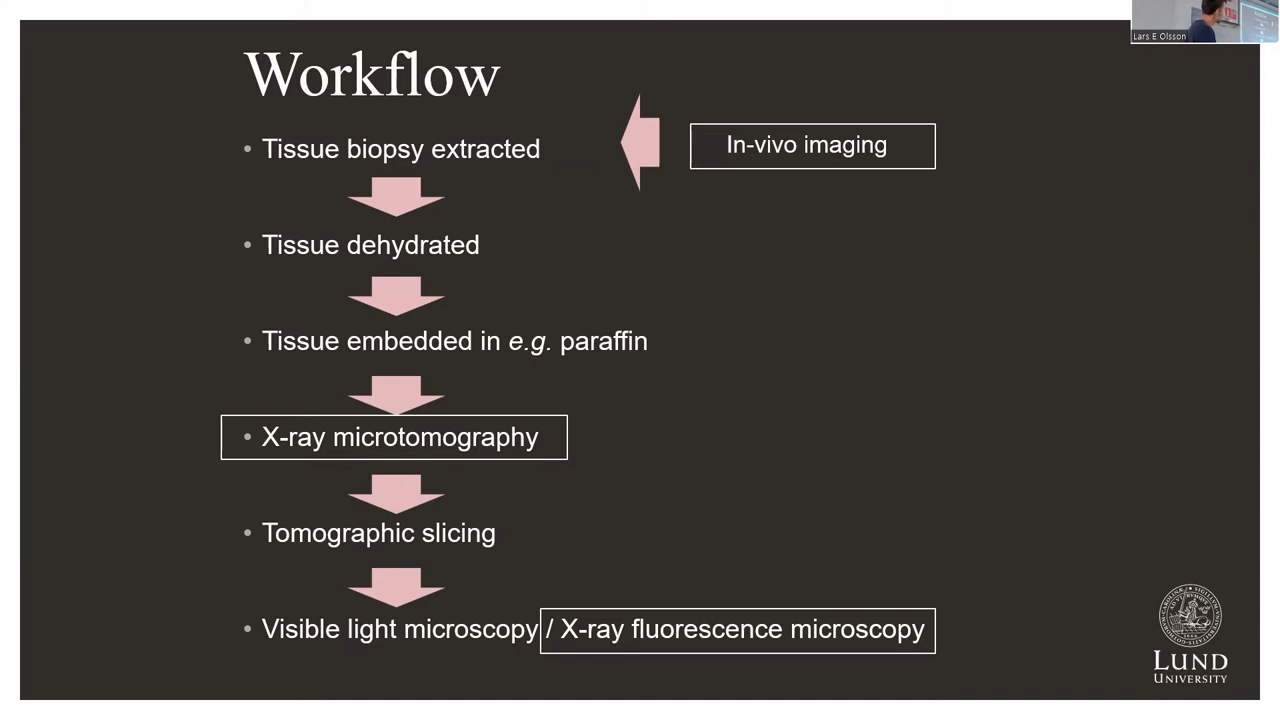 Lars E Olsson
Workflow
• Tissue biopsy extracted
In-vivo imaging
• Tissue dehydrated
• Tissue embedded in e.g. paraffin
• X-ray microtomography
• Tomographic slicing
• Visible light microscopy / X-ray fluorescence microscopy
LUND
UNIVERSITY